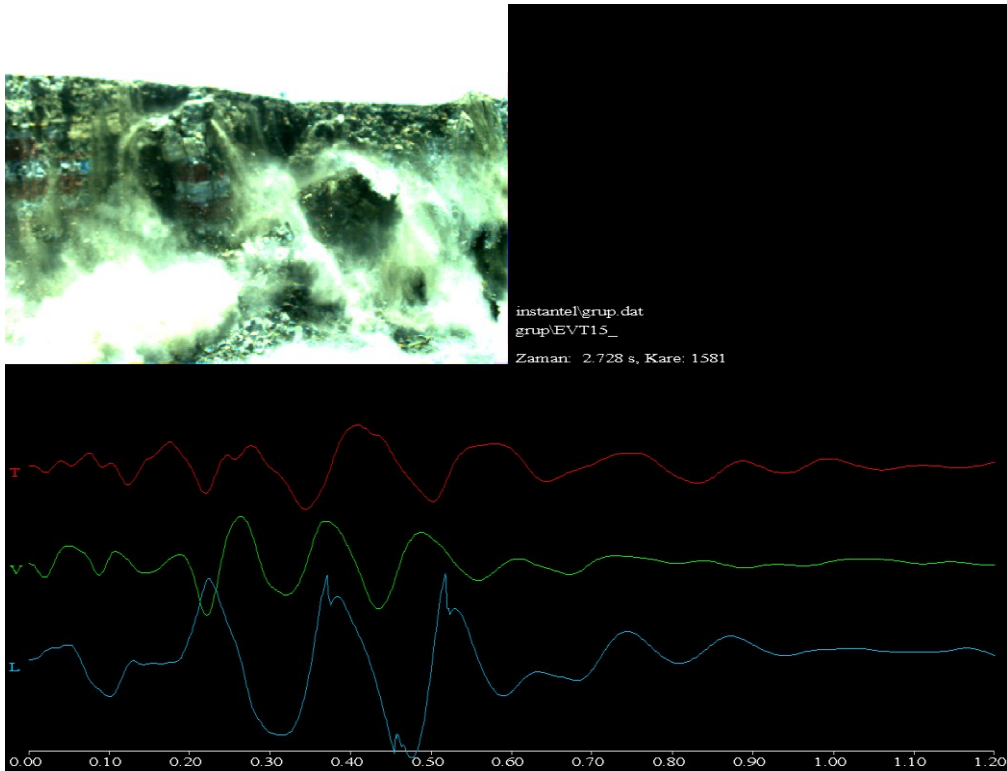 instantel\grup.dat
grup\EVT15_
Zaman: 2.728 s, Kare: 1581
T
V
L
0.00 0.10 0.20 0.30 0.40 0.50 0.60 0.70 0.80 0.90 1.00 1.10 1.20